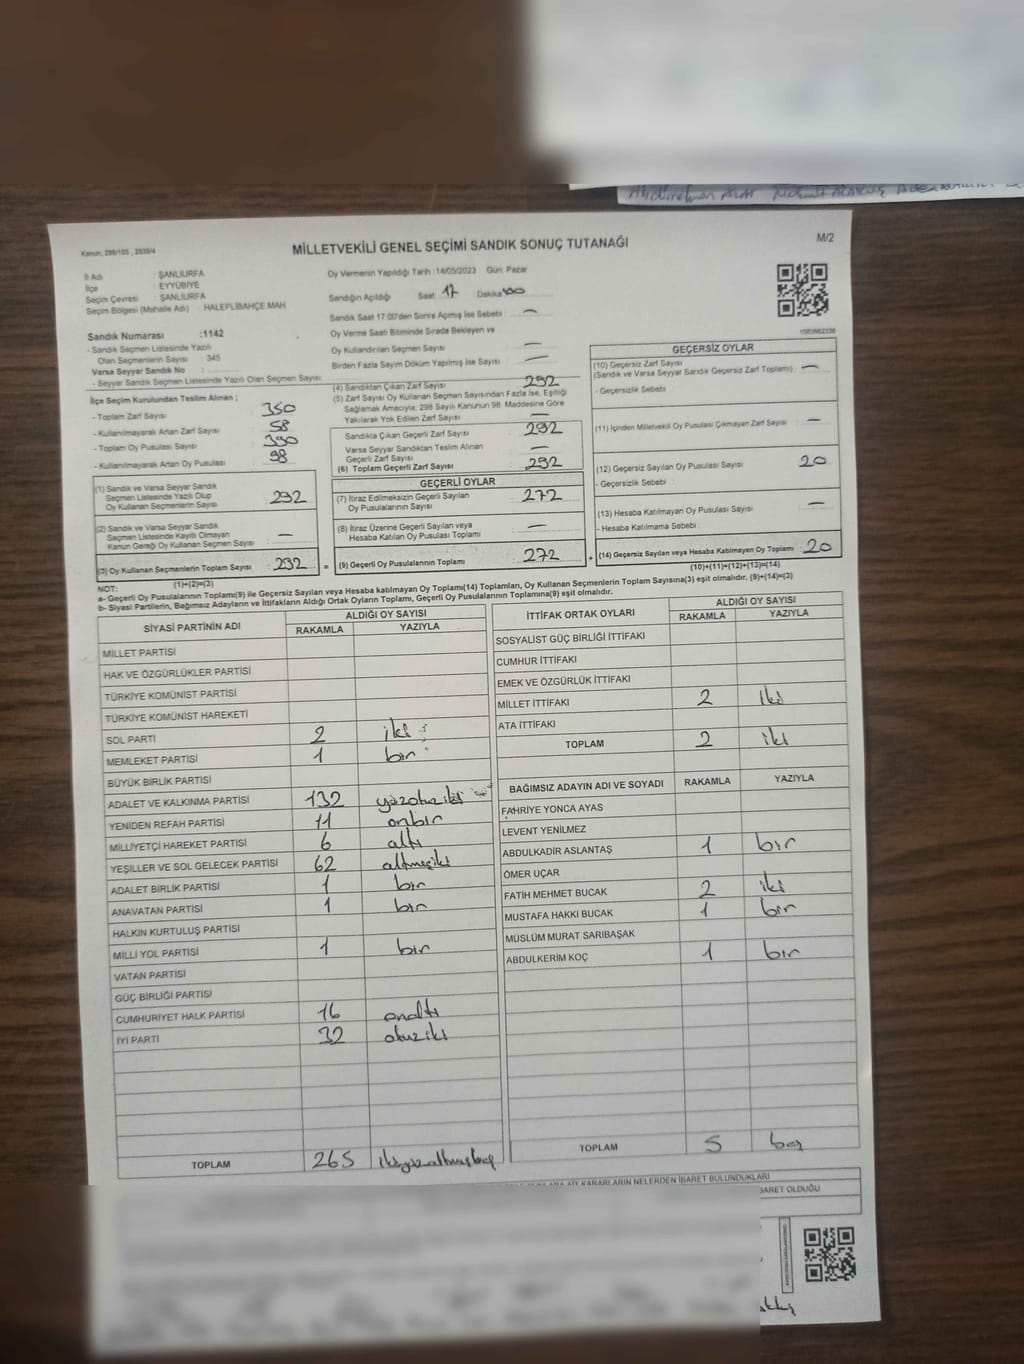 Kanun: 298/105 , 2839/4
MİLLETVEKİLİ GENEL SEÇİMİ SANDIK SONUÇ TUTANAĞI
M/2
İl Adı : ŞANLIURFA
İlçe : EYYÜBİYE
Seçim Çevresi : ŞANLIURFA
Seçim Bölgesi (Mahalle Adı) : HALEPLİBAHÇE MAH
Sandık Numarası :1142
- Sandık Seçmen Listesinde Yazılı
Olan Seçmenlerin Sayısı : 345
Varsa Seyyar Sandık No :
- Seyyar Sandık Seçmen Listesinde Yazılı Olan Seçmen Sayısı
İlçe Seçim Kurulundan Teslim Alınan ;
- Toplam Zarf Sayısı : 350
- Kullanılmayarak Artan Zarf Sayısı : 58
- Toplam Oy Pusulası : 390
- Kullanılmayarak Artan Oy Pusulası : 98
(1) Sandık ve Varsa Seyyar Sandık
Seçmen Listesinde Yazılı Olup
Oy Kullanan Seçmenlerin Sayısı : 292
(2) Sandık ve Varsa Seyyar Sandık
Seçmen Listesinde Kayıtlı Olmayan
Kanun Gereği Oy Kullanan Seçmen Sayısı : —
(3) Oy Kullanan Seçmenlerin Toplam Sayısı : 292
(1)+(2)=(3)
Oy Vermenin Yapıldığı Tarih :14/05/2023 Gün: Pazar
Sandığın Açıldığı Saat 17 Dakika 00
Sandık Saat 17:00'den Sonra Açmış İse Sebebi : —
Oy Verme Saati Bitiminde Sırada Bekleyen ve
Oy Kullandırılan Seçmen Sayısı —
Birden Fazla Sayım Döküm Yapılmış İse Sayısı —
(4) Sandıktan Çıkan Zarf Sayısı 292
(5) Zarf Sayısı Oy Kullanan Seçmen Sayısından Fazla İse, Eşitliği
Sağlamak Amacıyla; 298 Sayılı Kanunun 98. Maddesine Göre
Yakılarak Yok Edilen Zarf Sayısı —
Sandıkta Çıkan Geçerli Zarf Sayısı 292
Varsa Seyyar Sandıktan Teslim Alınan
Geçerli Zarf Sayısı —
(6) Toplam Geçerli Zarf Sayısı 292
GEÇERLİ OYLAR
(7) İtiraz Edilmeksizin Geçerli Sayılan
Oy Pusulalarının Sayısı : 272
(8) İtiraz Üzerine Geçerli Sayılan veya
Hesaba Katılan Oy Pusulası Toplamı : —
= (9) Geçerli Oy Pusulalarının Toplamı : 272 +
GEÇERSİZ OYLAR
(10) Geçersiz Zarf Sayısı
(Sandık ve Varsa Seyyar Sandık Geçersiz Zarf Toplamı) : —
- Geçersizlik Sebebi :
(11) İçinden Milletvekili Oy Pusulası Çıkmayan Zarf Sayısı : —
(12) Geçersiz Sayılan Oy Pusulası Sayısı : 20
- Geçersizlik Sebebi :
(13) Hesaba Katılmayan Oy Pusulası Sayısı : —
- Hesaba Katılmama Sebebi :
(14) Geçersiz Sayılan veya Hesaba Katılmayan Oy Toplamı : 20
(10)+(11)+(12)+(13)=(14)
NOT:
a- Geçerli Oy Pusulalarının Toplamı(9) ile Geçersiz Sayılan veya Hesaba katılmayan Oy Toplamı(14) Toplamları, Oy Kullanan Seçmenlerin Toplam Sayısına(3) eşit olmalıdır. (9)+(14)=(3)
b- Siyasi Partilerin, Bağımsız Adayların ve İttifakların Aldığı Oyların Toplamı, Geçerli Oy Pusulalarının Toplamına(9) eşit olmalıdır.
SİYASİ PARTİNİN ADI ALDIĞI OY SAYISI
RAKAMLA YAZIYLA
MİLLET PARTİSİ
HAK VE ÖZGÜRLÜKLER PARTİSİ
TÜRKİYE KOMÜNİST PARTİSİ
TÜRKİYE KOMÜNİST HAREKETİ
SOL PARTİ 2 iki
MEMLEKET PARTİSİ 1 bir
BÜYÜK BİRLİK PARTİSİ
ADALET VE KALKINMA PARTİSİ 132 yüzotuziki
YENİDEN REFAH PARTİSİ 11 onbir
MİLLİYETÇİ HAREKET PARTİSİ 6 altı
YEŞİLLER VE SOL GELECEK PARTİSİ 62 altmışiki
ADALET BİRLİK PARTİSİ 1 bir
ANAVATAN PARTİSİ 1 bir
HALKIN KURTULUŞ PARTİSİ
MİLLİ YOL PARTİSİ 1 bir
VATAN PARTİSİ
GÜÇ BİRLİĞİ PARTİSİ
CUMHURİYET HALK PARTİSİ 16 onaltı
İYİ PARTİ 32 otuziki
TOPLAM 265 ikiyüzaltmışbeş
İTTİFAK ORTAK OYLARI ALDIĞI OY SAYISI
RAKAMLA YAZIYLA
SOSYALİST GÜÇ BİRLİĞİ İTTİFAKI
CUMHUR İTTİFAKI
EMEK VE ÖZGÜRLÜK İTTİFAKI
MİLLET İTTİFAKI 2 iki
ATA İTTİFAKI
TOPLAM 2 iki
BAĞIMSIZ ADAYIN ADI VE SOYADI RAKAMLA YAZIYLA
FAHRİYE YONCA AYAS
LEVENT YENİLMEZ
ABDULKADİR ASLANTAŞ 1 bir
ÖMER UÇAR
FATİH MEHMET BUCAK 2 iki
MUSTAFA HAKKI BUCAK 1 bir
MÜSLÜM MURAT SARIBAŞAK
ABDULKERİM KOÇ 1 bir
TOPLAM 5 beş
KARARLARIN NELERDEN İBARET BULUNDUKLARI
İBARET OLDUĞU